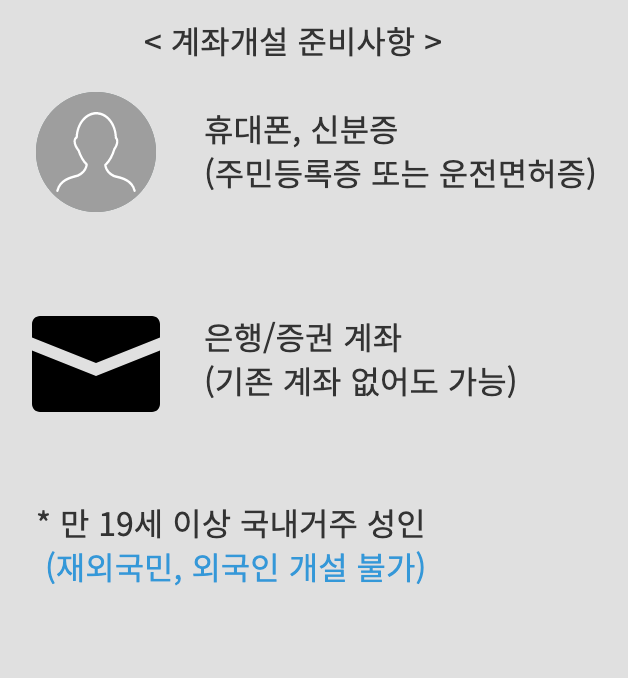 < 계좌개설 준비사항 >
휴대폰, 신분증
(주민등록증 또는 운전면허증)
은행/증권 계좌
(기존 계좌 없어도 가능)
* 만 19세 이상 국내거주 성인
(재외국민, 외국인 개설 불가)